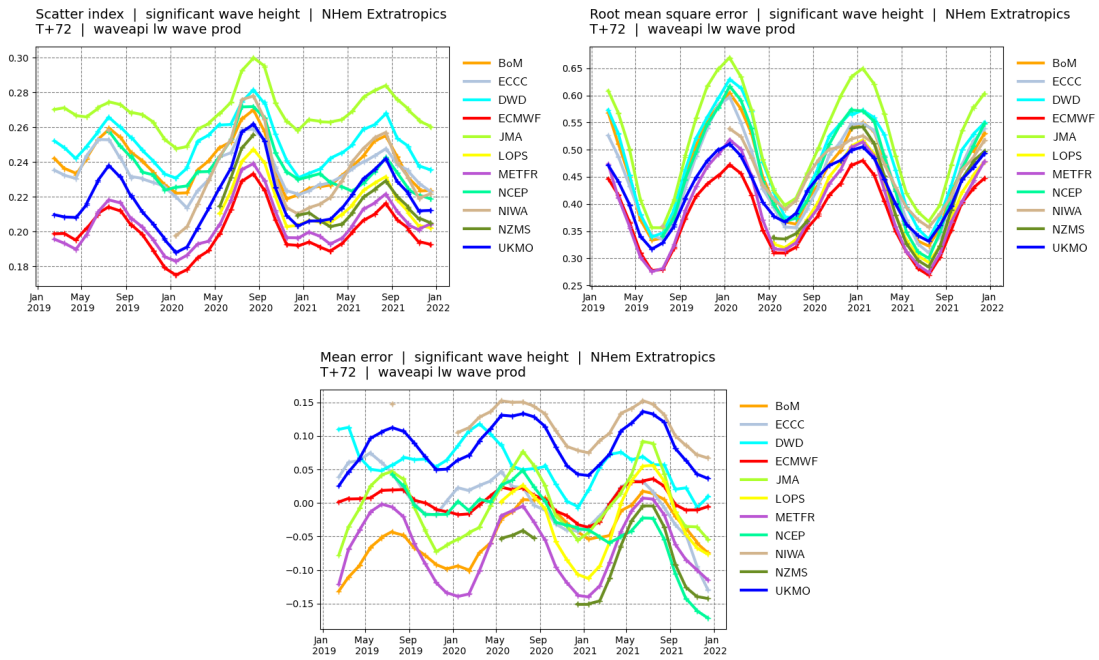 Scatter index | significant wave height | NHem Extratropics
T+72 | waveapi lw wave prod
0.30
0.28
0.26
0.24
0.22
0.20
0.18
Jan 2019
May 2019
Sep 2019
Jan 2020
May 2020
Sep 2020
Jan 2021
May 2021
Sep 2021
Jan 2022
BoM
ECCC
DWD
ECMWF
JMA
LOPS
METFR
NCEP
NIWA
NZMS
UKMO
Root mean square error | significant wave height | NHem Extratropics
T+72 | waveapi lw wave prod
0.65
0.60
0.55
0.50
0.45
0.40
0.35
0.30
0.25
Jan 2019
May 2019
Sep 2019
Jan 2020
May 2020
Sep 2020
Jan 2021
May 2021
Sep 2021
Jan 2022
BoM
ECCC
DWD
ECMWF
JMA
LOPS
METFR
NCEP
NIWA
NZMS
UKMO
Mean error | significant wave height | NHem Extratropics
T+72 | waveapi lw wave prod
0.15
0.10
0.05
0.00
−0.05
−0.10
−0.15
Jan 2019
May 2019
Sep 2019
Jan 2020
May 2020
Sep 2020
Jan 2021
May 2021
Sep 2021
Jan 2022
BoM
ECCC
DWD
ECMWF
JMA
LOPS
METFR
NCEP
NIWA
NZMS
UKMO